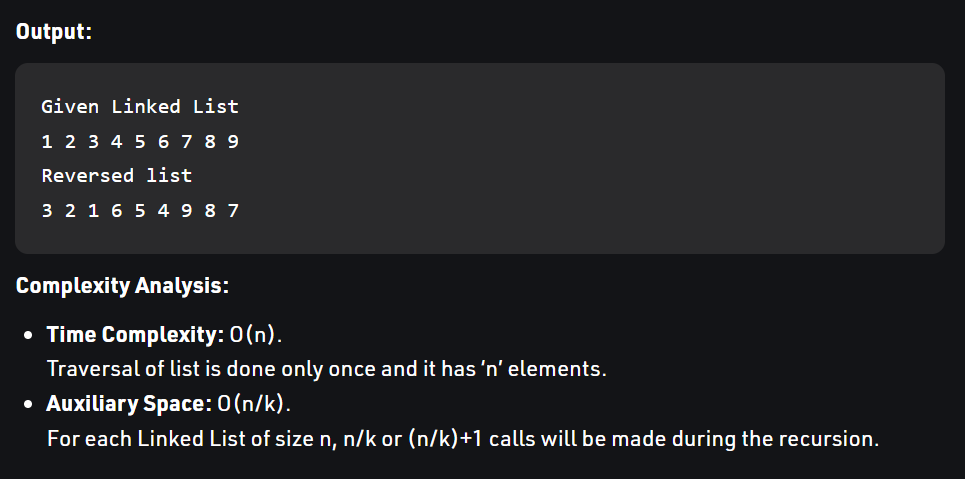 Output:
Given Linked List
1 2 3 4 5 6 7 8 9
Reversed list
3 2 1 6 5 4 9 8 7
Complexity Analysis:
• Time Complexity: O(n).
Traversal of list is done only once and it has ‘n’ elements.
• Auxiliary Space: O(n/k).
For each Linked List of size n, n/k or (n/k)+1 calls will be made during the recursion.